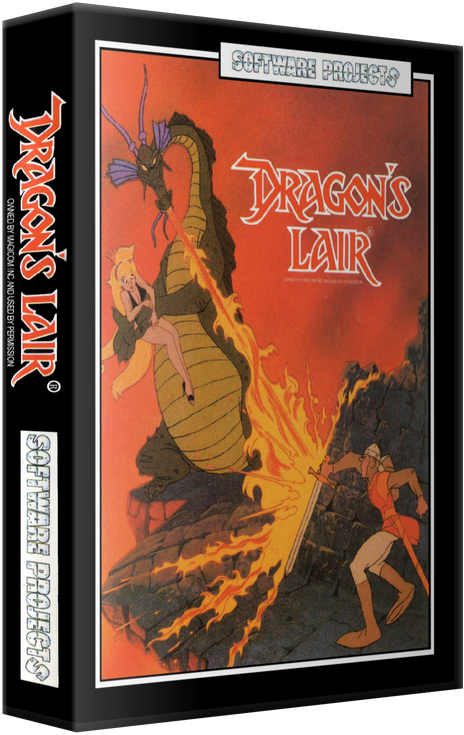 SOFTWARE PROJECTS
DRAGON'S
LAIR®
DRAGON'S LAIR®
OWNED BY MAGICOM INC AND USED BY PERMISSION
SOFTWARE PROJECTS